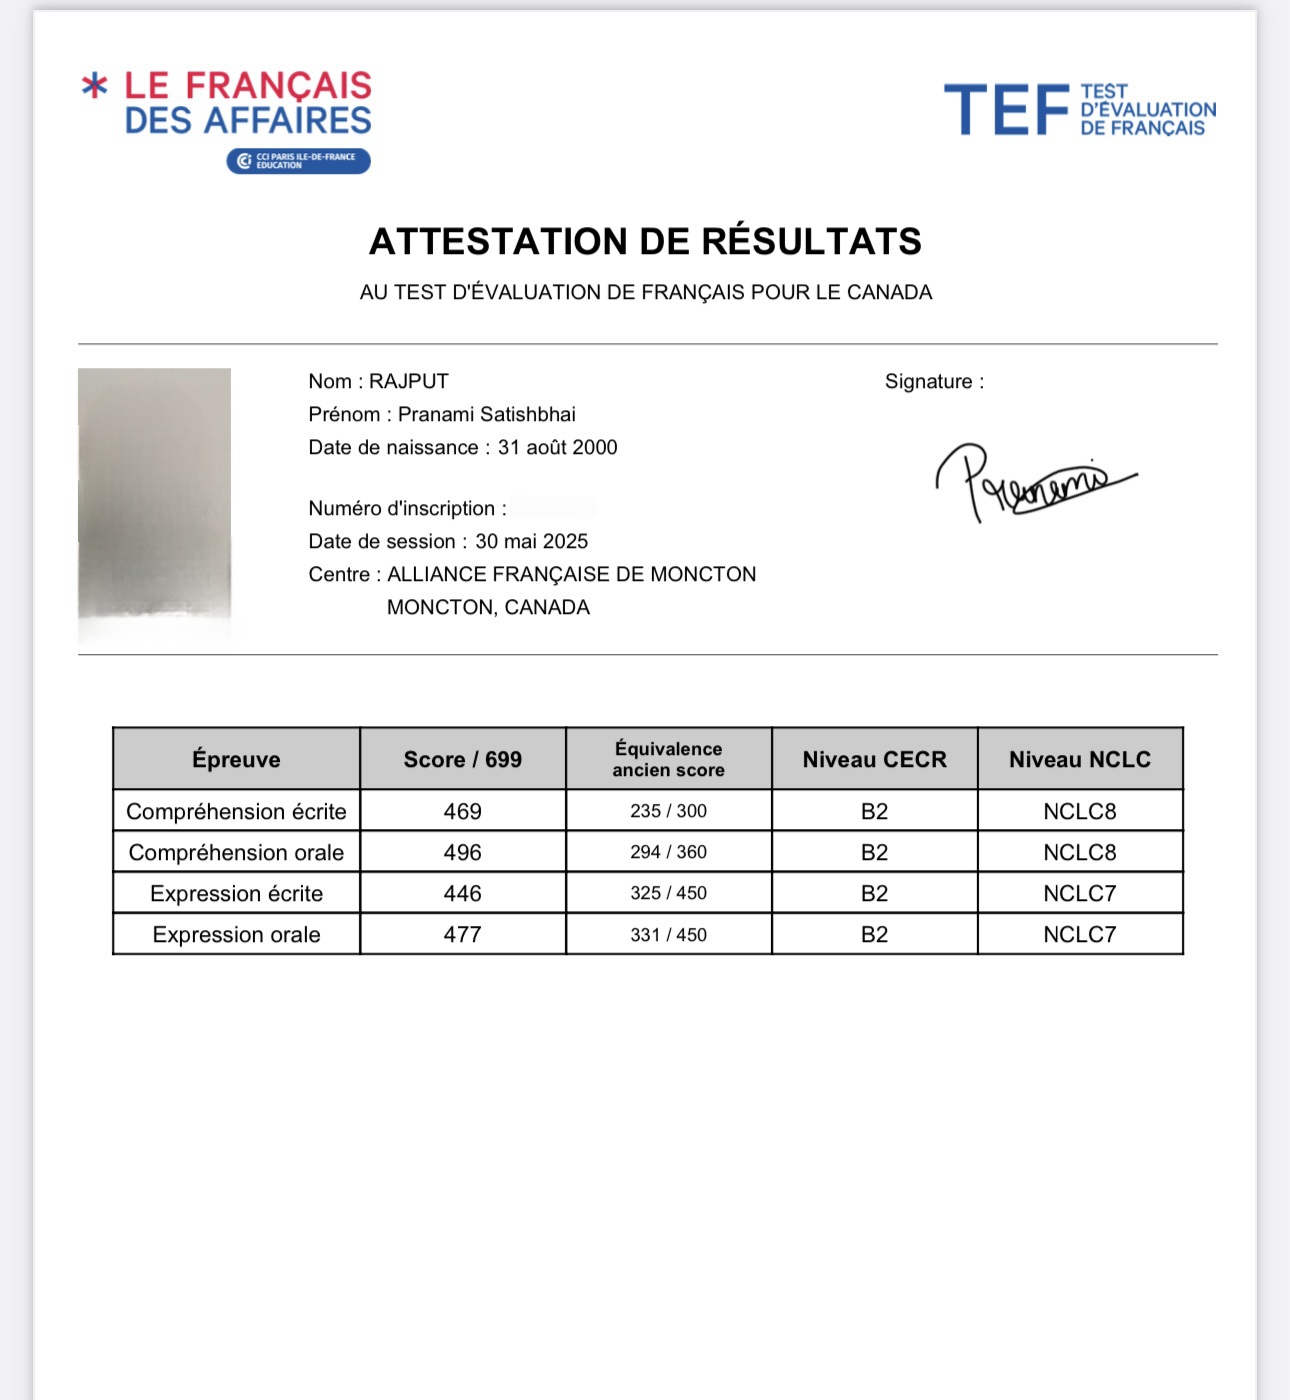 LE FRANÇAIS
DES AFFAIRES
CCI PARIS ILE-DE-FRANCE
EDUCATION
TEF TEST
D'ÉVALUATION
DE FRANÇAIS
ATTESTATION DE RÉSULTATS
AU TEST D'ÉVALUATION DE FRANÇAIS POUR LE CANADA
Nom : RAJPUT
Prénom : Pranami Satishbhai
Date de naissance : 31 août 2000
Numéro d'inscription :
Date de session : 30 mai 2025
Centre : ALLIANCE FRANÇAISE DE MONCTON
MONCTON, CANADA
Signature :
Pranami
Épreuve Score / 699 Équivalence ancien score Niveau CECR Niveau NCLC
Compréhension écrite 469 235 / 300 B2 NCLC8
Compréhension orale 496 294 / 360 B2 NCLC8
Expression écrite 446 325 / 450 B2 NCLC7
Expression orale 477 331 / 450 B2 NCLC7